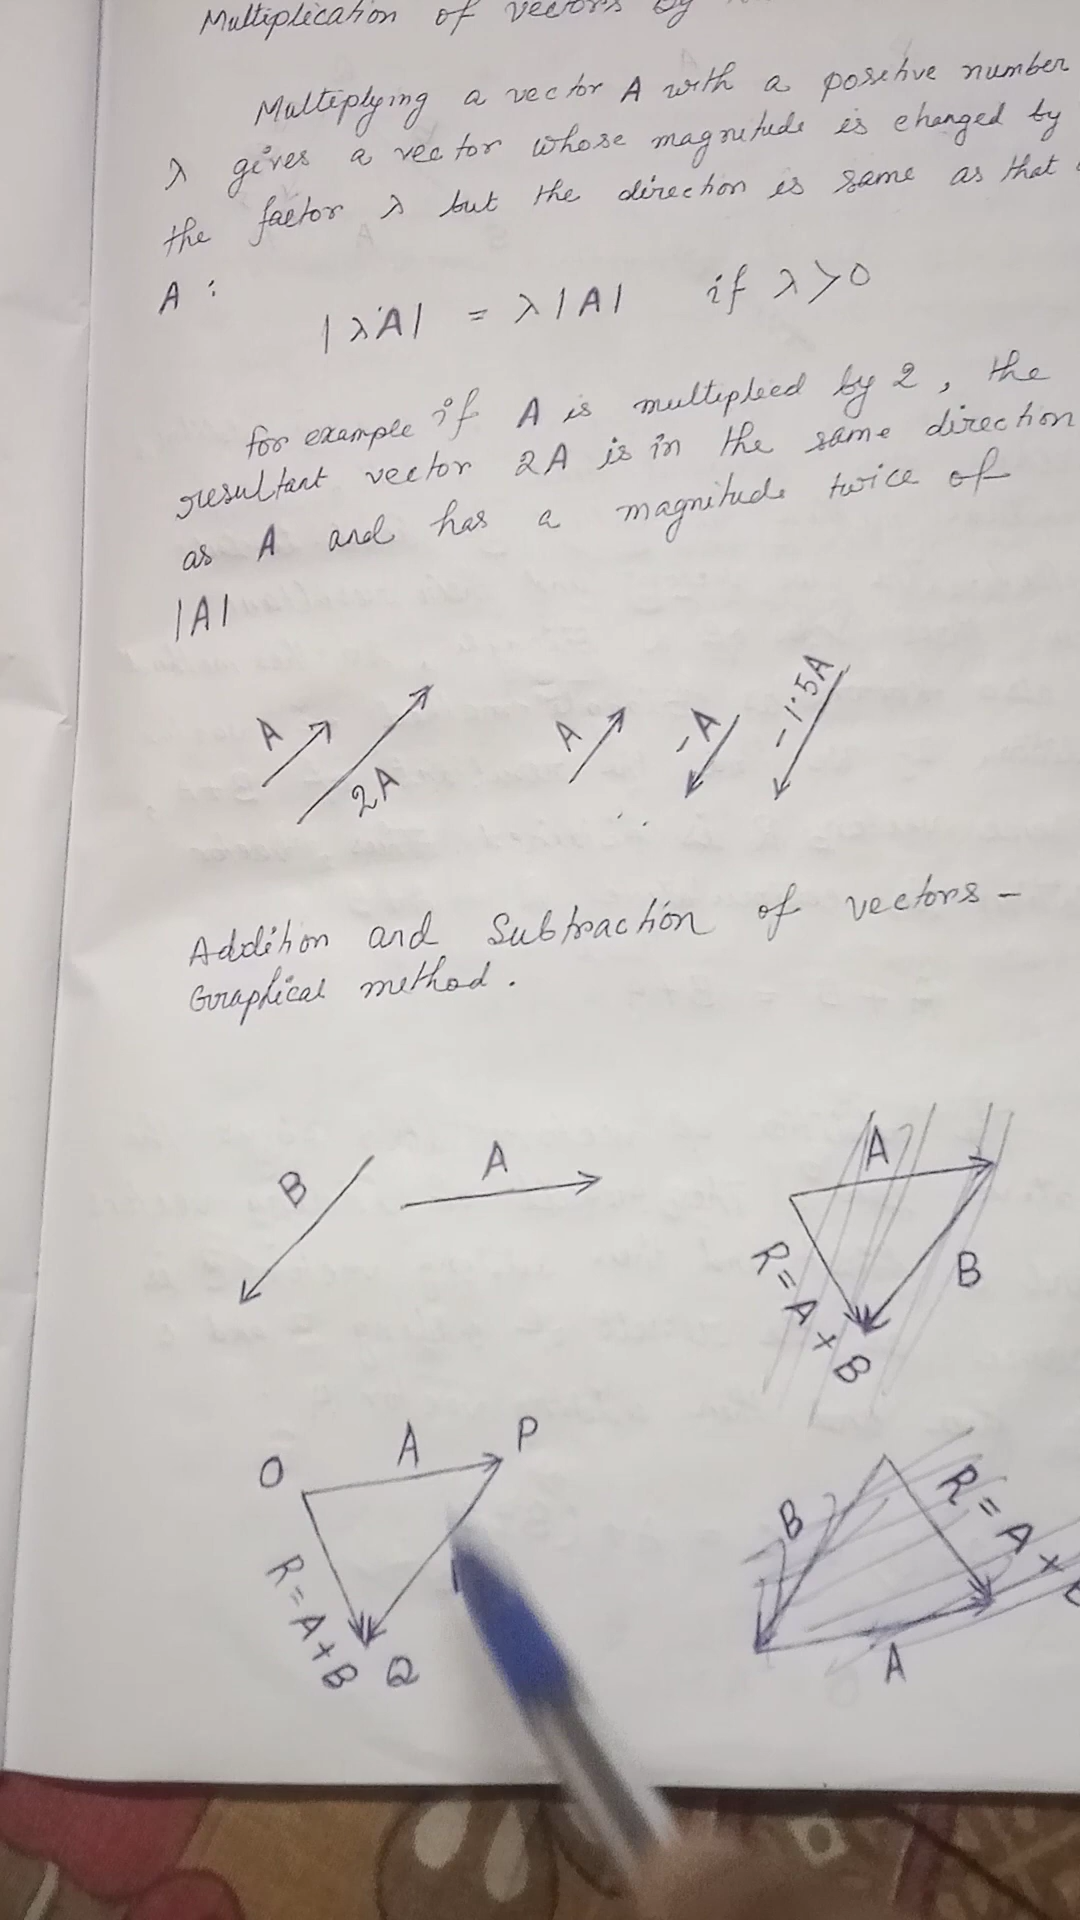 Multiplication of vectors by
Multiplying a vector A with a positive number
λ gives a vector whose magnitude is changed by
the factor λ but the direction is same as that
A :
|λA| = λ|A| if λ>0
for example if A is multiplied by 2, the
resultant vector 2A is in the same direction
as A and has a magnitude twice of
|A|
A 2A A -A -1.5A
Addition and Subtraction of vectors -
Graphical method.
B A A
R = A + B B
O A P
R = A + B Q
B R = A +
A